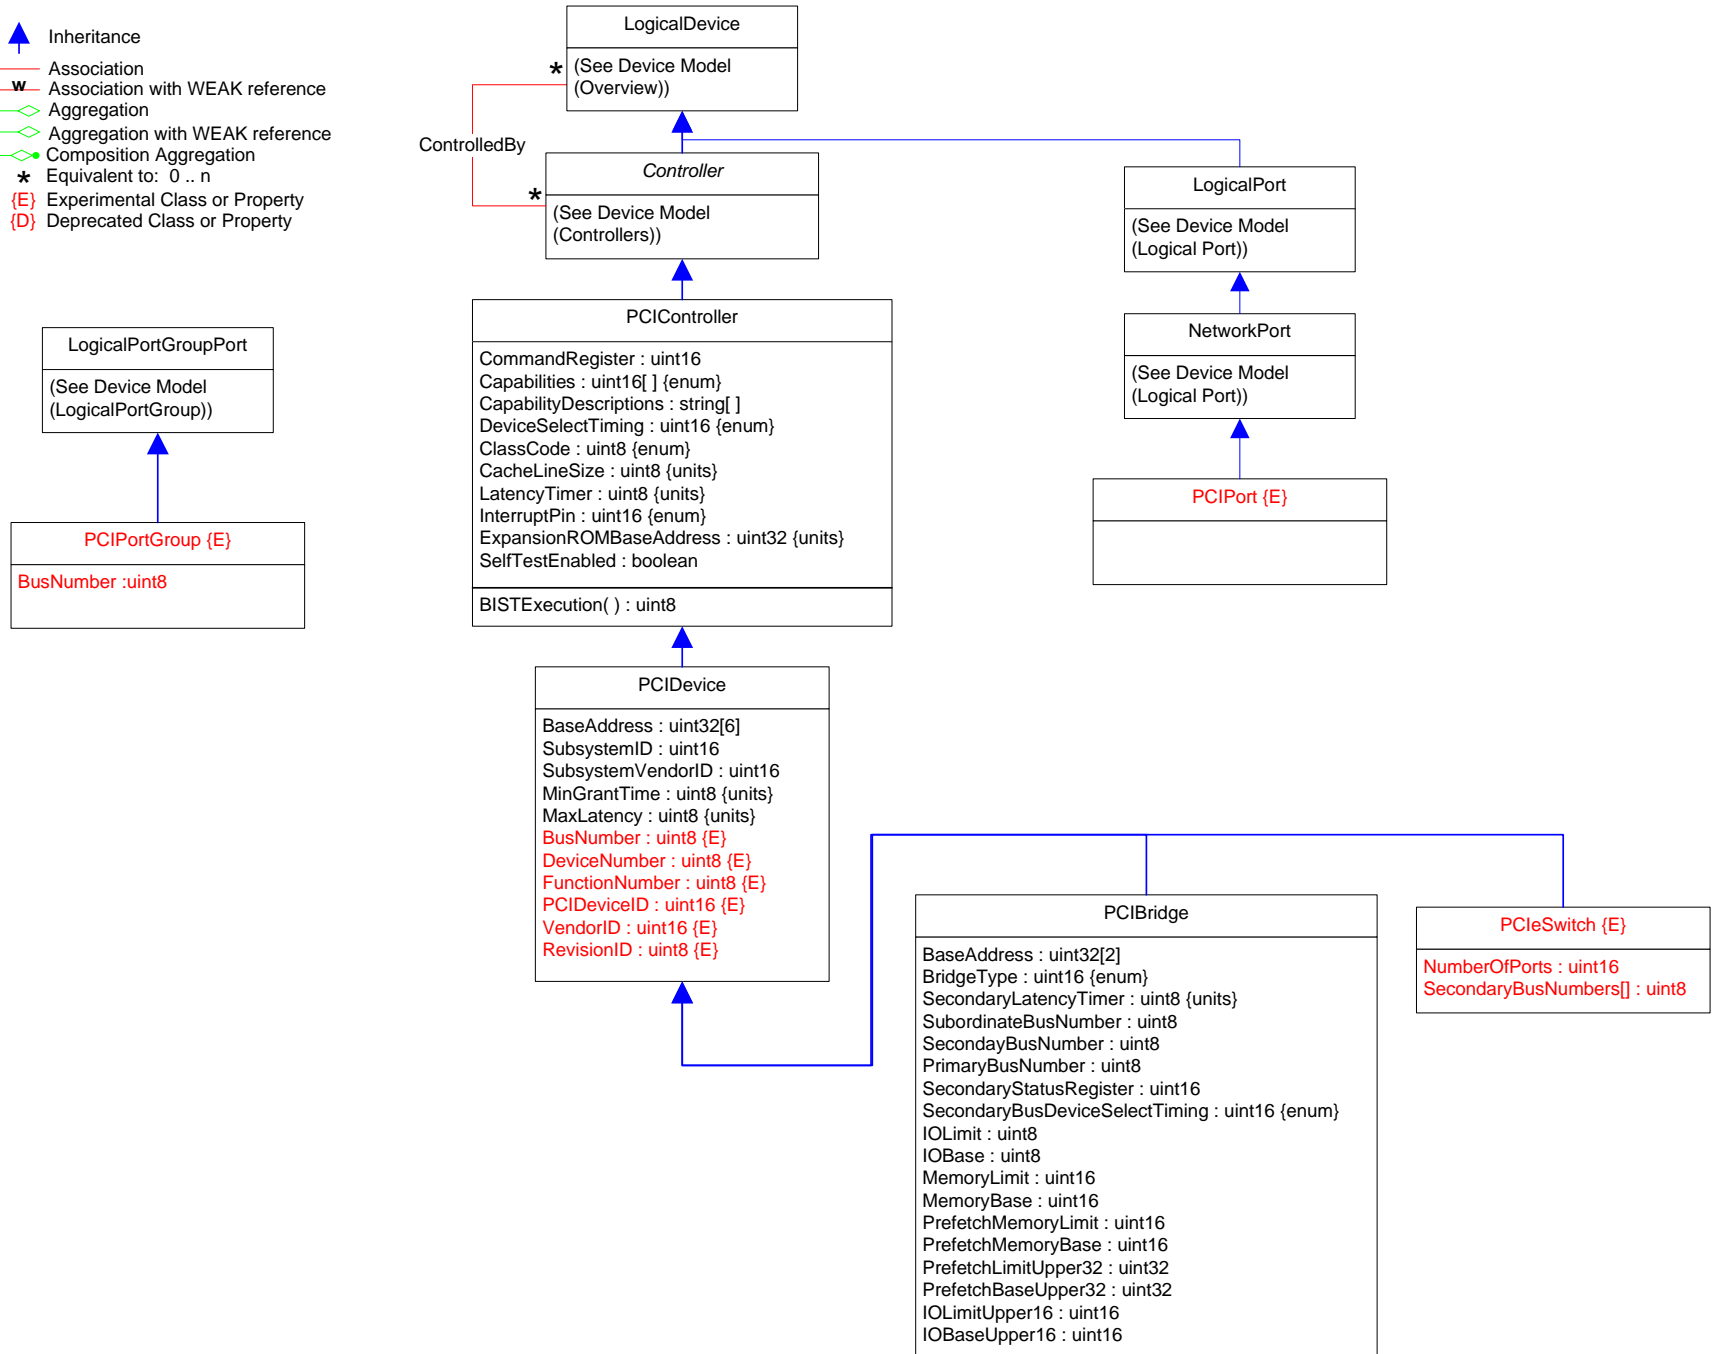 Inheritance
Association
w
Association with WEAK reference
Aggregation
Aggregation with WEAK reference
Composition Aggregation
* Equivalent to: 0 .. n
{E} Experimental Class or Property
{D} Deprecated Class or Property
LogicalDevice
*
(See Device Model
(Overview))
ControlledBy
Controller
*
(See Device Model
(Controllers))
LogicalPort
(See Device Model
(Logical Port))
NetworkPort
(See Device Model
(Logical Port))
PCIPort {E}
LogicalPortGroupPort
(See Device Model
(LogicalPortGroup))
PCIPortGroup {E}
BusNumber :uint8
PCIController
CommandRegister : uint16
Capabilities : uint16[ ] {enum}
CapabilityDescriptions : string[ ]
DeviceSelectTiming : uint16 {enum}
ClassCode : uint8 {enum}
CacheLineSize : uint8 {units}
LatencyTimer : uint8 {units}
InterruptPin : uint16 {enum}
ExpansionROMBaseAddress : uint32 {units}
SelfTestEnabled : boolean
BISTExecution( ) : uint8
PCIDevice
BaseAddress : uint32[6]
SubsystemID : uint16
SubsystemVendorID : uint16
MinGrantTime : uint8 {units}
MaxLatency : uint8 {units}
BusNumber : uint8 {E}
DeviceNumber : uint8 {E}
FunctionNumber : uint8 {E}
PCIDeviceID : uint16 {E}
VendorID : uint16 {E}
RevisionID : uint8 {E}
PCIBridge
BaseAddress : uint32[2]
BridgeType : uint16 {enum}
SecondaryLatencyTimer : uint8 {units}
SubordinateBusNumber : uint8
SecondayBusNumber : uint8
PrimaryBusNumber : uint8
SecondaryStatusRegister : uint16
SecondaryBusDeviceSelectTiming : uint16 {enum}
IOLimit : uint8
IOBase : uint8
MemoryLimit : uint16
MemoryBase : uint16
PrefetchMemoryLimit : uint16
PrefetchMemoryBase : uint16
PrefetchLimitUpper32 : uint32
PrefetchBaseUpper32 : uint32
IOLimitUpper16 : uint16
IOBaseUpper16 : uint16
PCIeSwitch {E}
NumberOfPorts : uint16
SecondaryBusNumbers[] : uint8